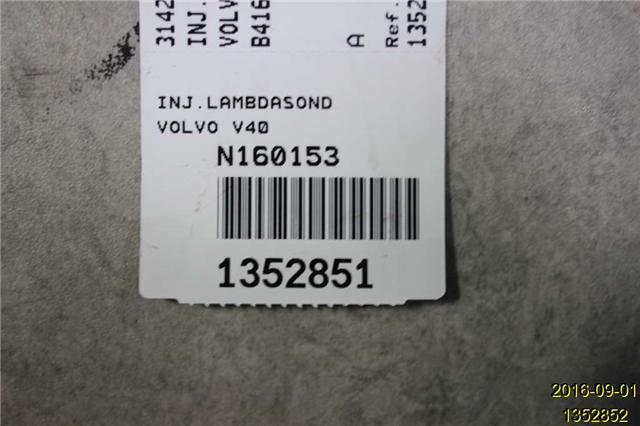 3142
INJ.
VOLV
B416
A
Ref.
1352
INJ.LAMBDASOND
VOLVO V40
N160153
1352851
2016-09-01
1352852